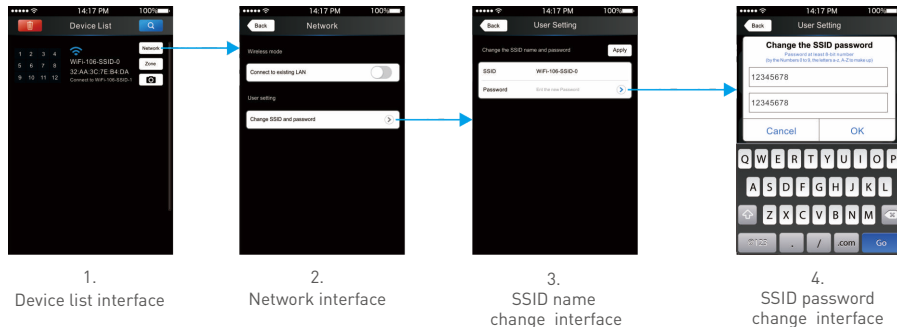 14:17 PM 100%
Device List
1 2 3 4
5 6 7 8
9 10 11 12
WiFi-106-SSID-0
32:AA:3C:7E:B4:DA
Connect to WiFi-106-SSID-1
Network
Zone
1.
Device list interface
14:17 PM 100%
Back Network
Wireless mode
Connect to existing LAN
User setting
Change SSID and password
2.
Network interface
14:17 PM 100%
Back User Setting
Change the SSID name and password Apply
SSID WiFi-106-SSID-0
Password Ent the new Password
3.
SSID name
change interface
14:17 PM 100%
Back User Setting
Change the SSID password
Password at least 8-bit number
(by the Numbers 0 to 9, the letters a-z, A-Z to make up)
12345678
12345678
Cancel OK
Q W E R T Y U I O P
A S D F G H J K L
Z X C V B N M
. / .com Go
4.
SSID password
change interface